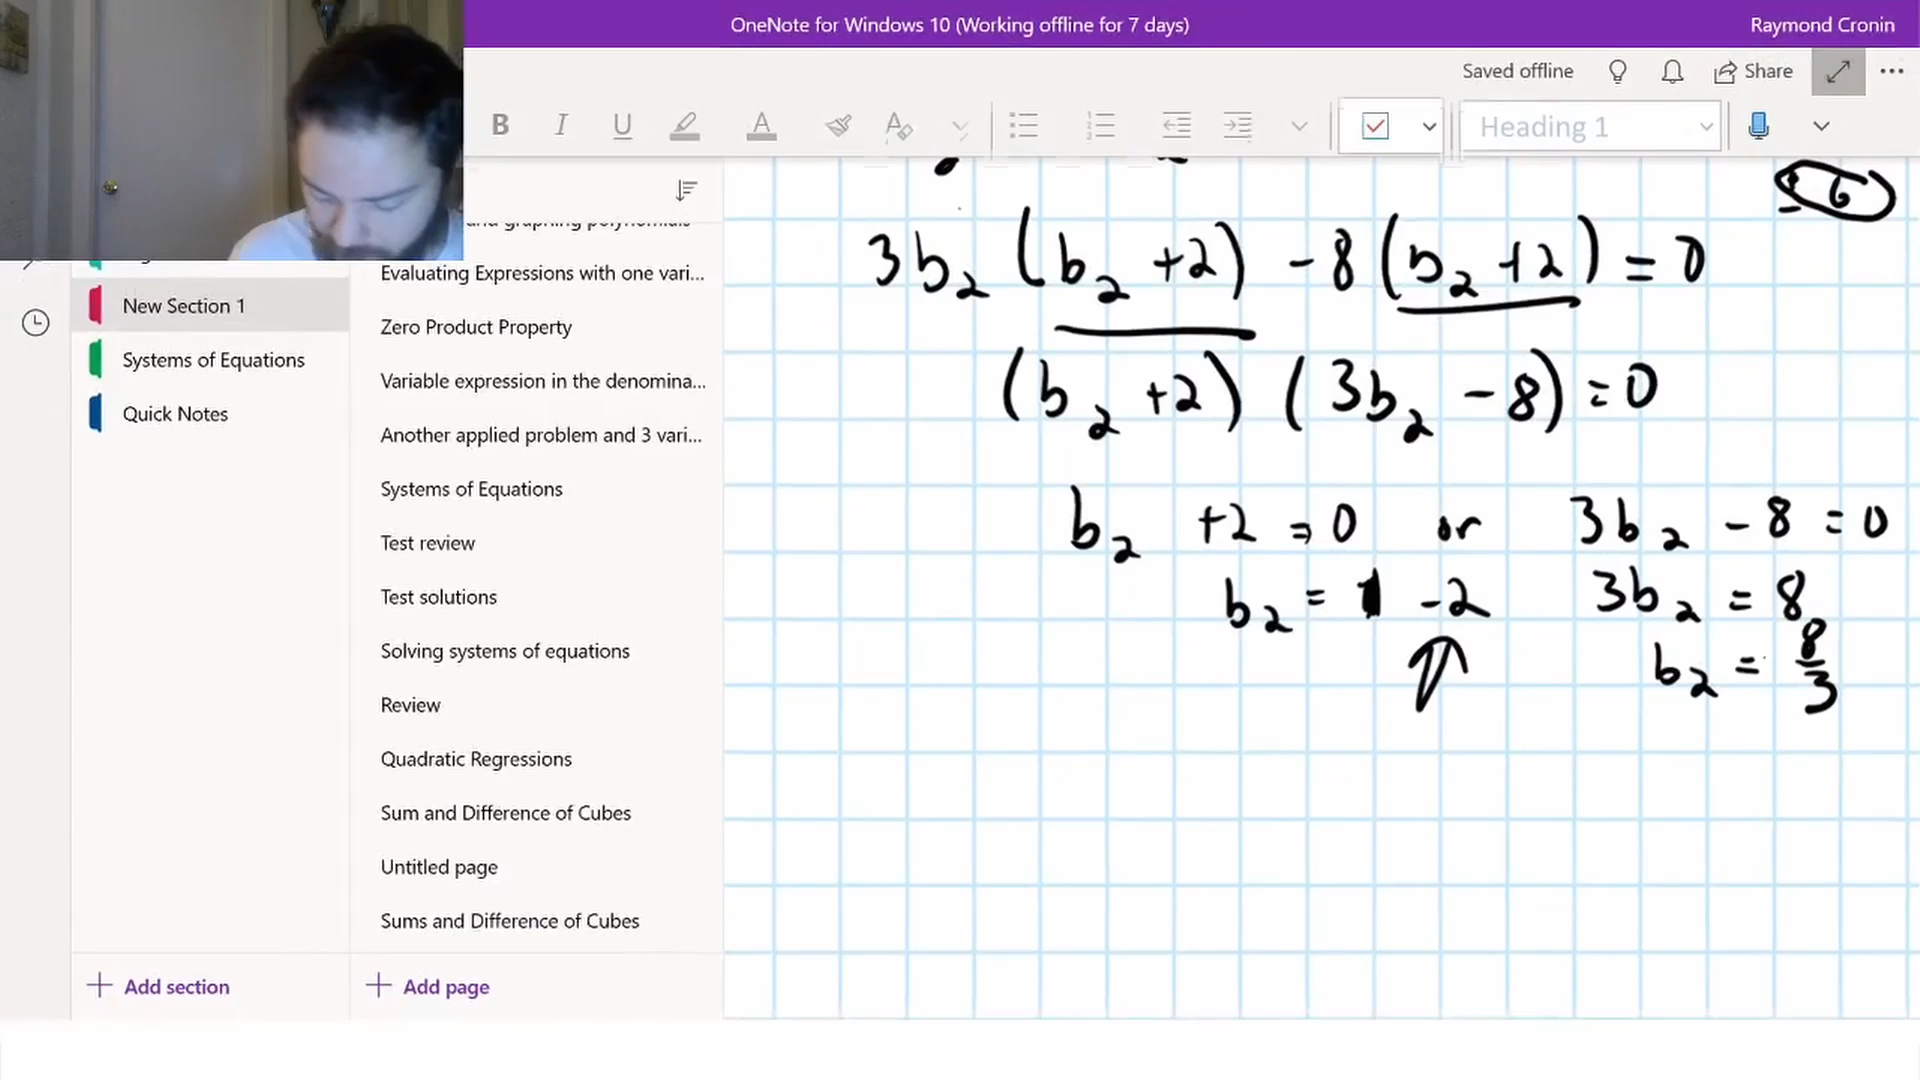 OneNote for Windows 10 (Working offline for 7 days)
Raymond Cronin
Saved offline
Share
B I U A A
Heading 1
and graphing polynomials
Evaluating Expressions with one vari...
New Section 1
Zero Product Property
Systems of Equations
Variable expression in the denomina...
Quick Notes
Another applied problem and 3 vari...
Systems of Equations
Test review
Test solutions
Solving systems of equations
Review
Quadratic Regressions
Sum and Difference of Cubes
Untitled page
Sums and Difference of Cubes
Add section
Add page
3b₂ (b₂ +2) -8 (b₂ +2) = 0
(b₂ +2) (3b₂ -8) = 0
b₂ +2 = 0 or 3b₂ - 8 = 0
b₂ = -2 3b₂ = 8
b₂ = 8/3